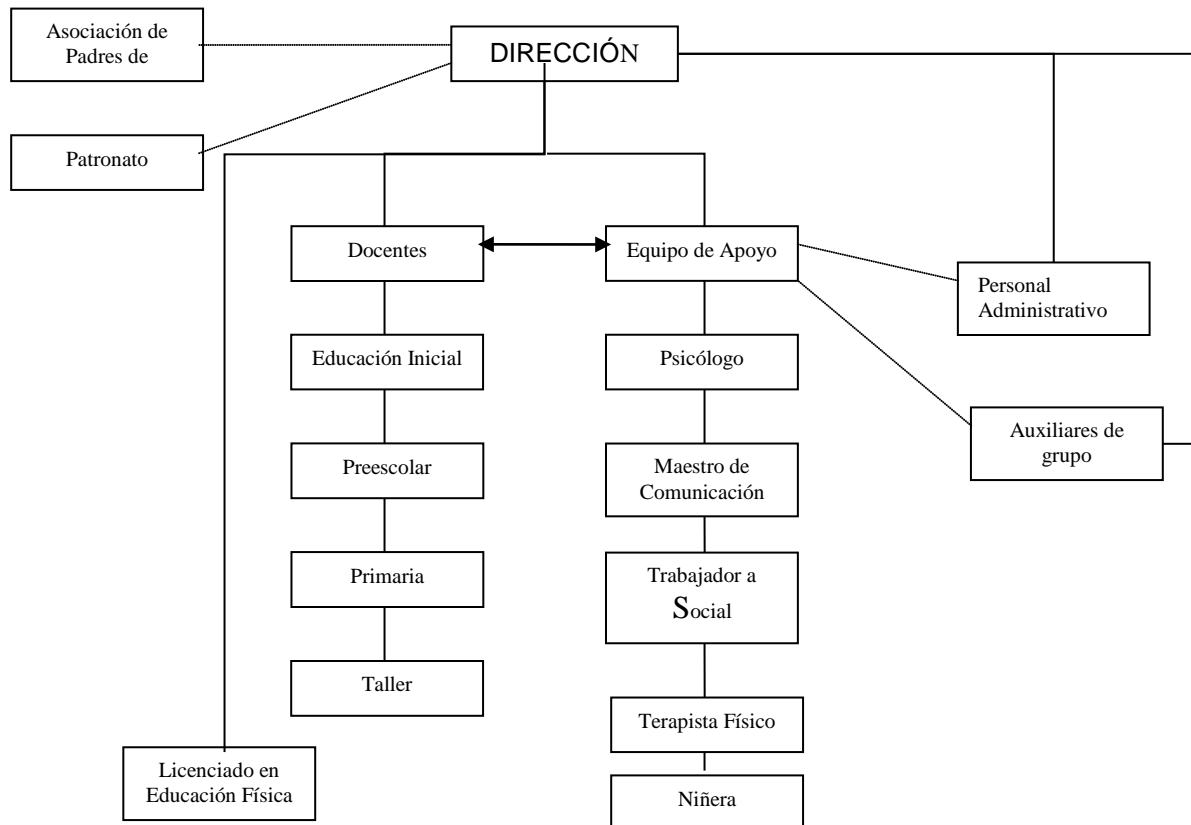 Asociación de
Padres de
DIRECCIÓN
Patronato
Docentes
Equipo de Apoyo
Personal
Administrativo
Educación Inicial
Psicólogo
Auxiliares de
grupo
Preescolar
Maestro de
Comunicación
Primaria
Trabajador a
Social
Taller
Terapista Físico
Licenciado en
Educación Física
Niñera